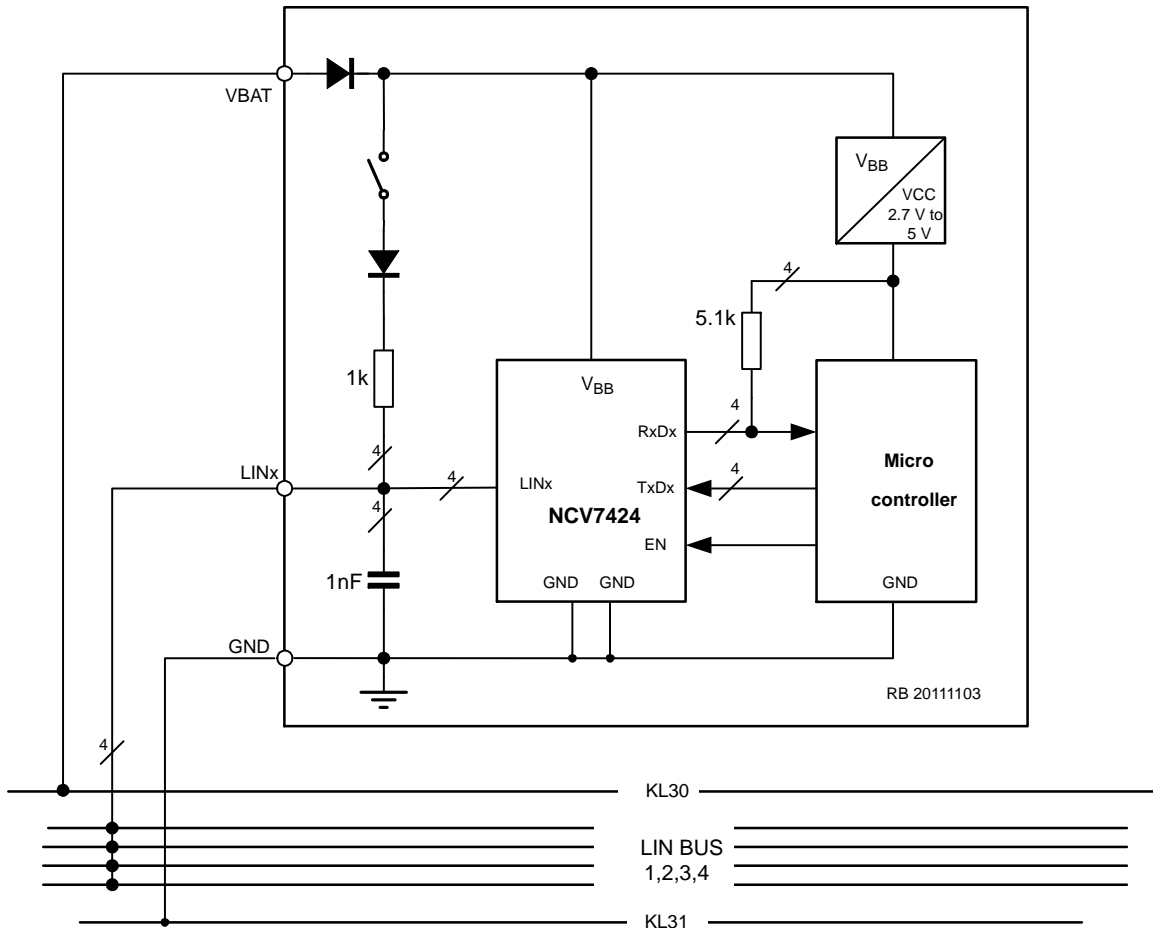 VBAT
V_BB
VCC
2.7 V to
5 V
4
5.1k
1k
V_BB
4
RxDx
4
LINx
4
LINx
TxDx
4
Micro
controller
NCV7424
4
EN
1nF
GND
GND
GND
GND
RB 20111103
4
KL30
LIN BUS
1,2,3,4
KL31